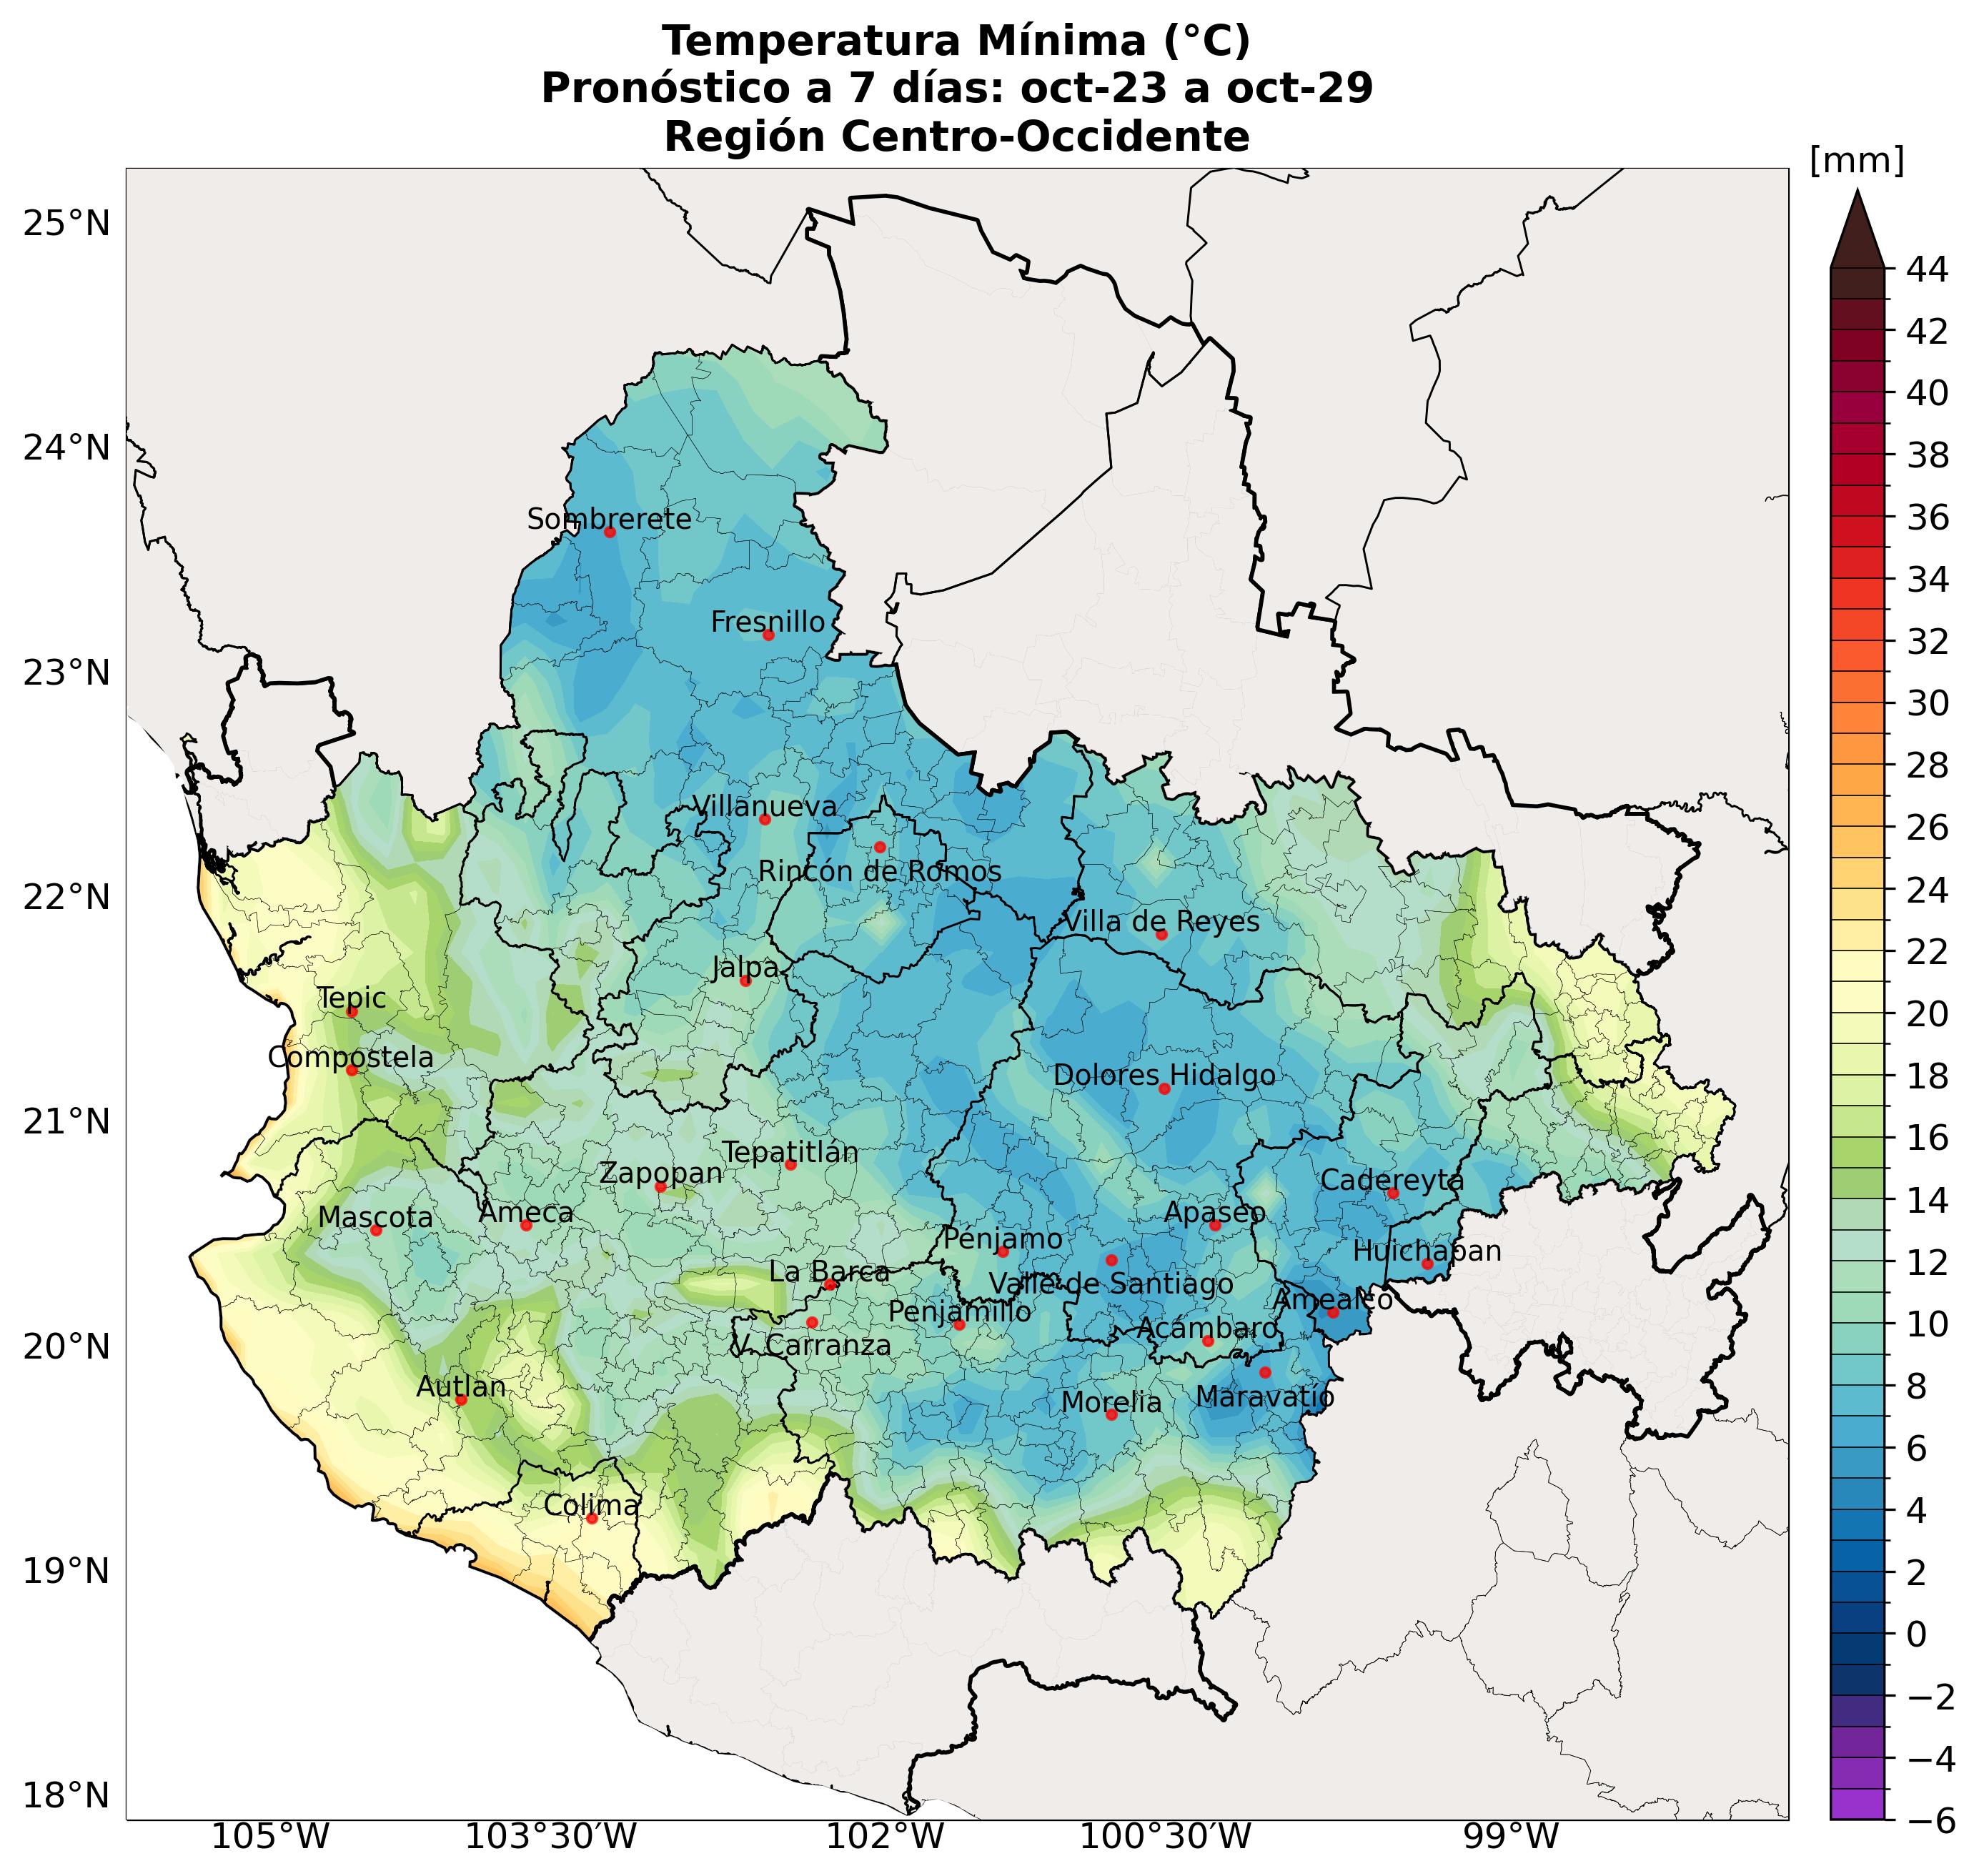 Temperatura Mínima (°C)
Pronóstico a 7 días: oct-23 a oct-29
Región Centro-Occidente
[mm]
25°N
24°N
23°N
22°N
21°N
20°N
19°N
18°N
105°W
103°30′W
102°W
100°30′W
99°W
44
42
40
38
36
34
32
30
28
26
24
22
20
18
16
14
12
10
8
6
4
2
0
−2
−4
−6
Sombrerete
Fresnillo
Villanueva
Rincón de Romos
Villa de Reyes
Jalpa
Tepic
Compostela
Dolores Hidalgo
Tepatitlán
Zapopan
Cadereyta
Mascota
Ameca
Apaseo
Pénjamo
Huichapan
La Barca
Valle de Santiago
Amealco
Penjamillo
Acámbaro
V. Carranza
Autlan
Morelia
Maravatío
Colima